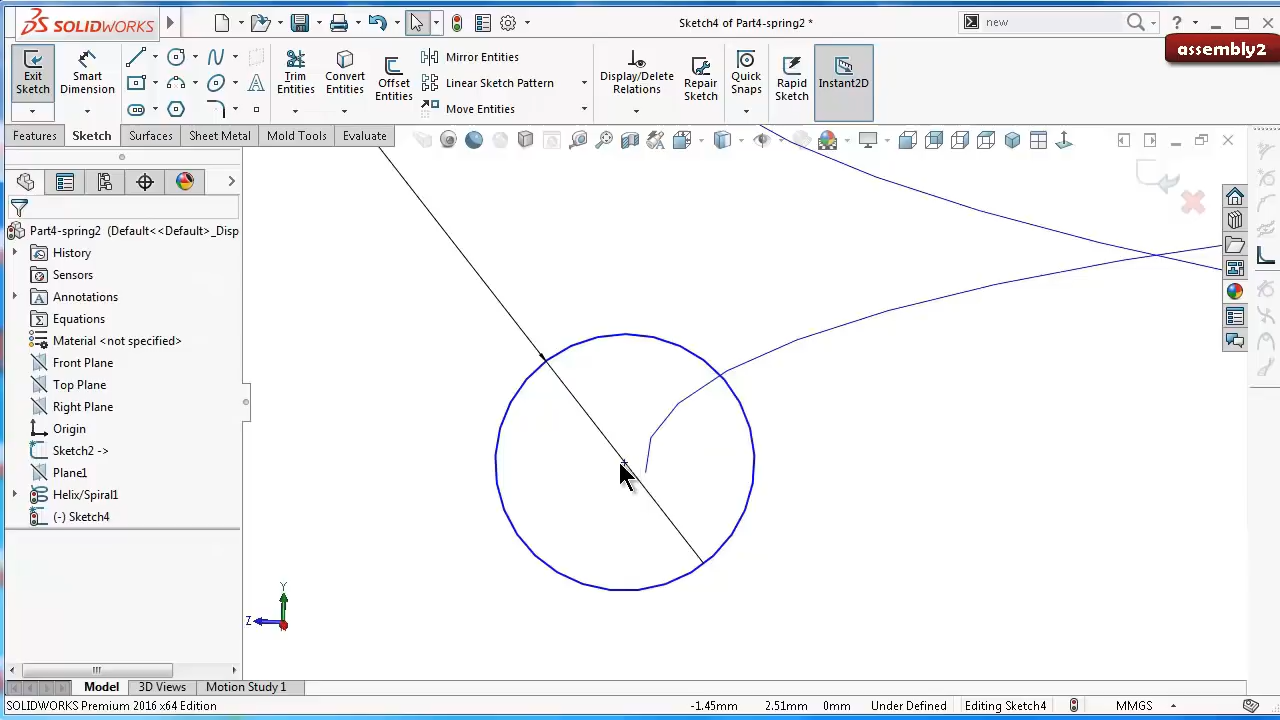 SOLIDWORKS
Sketch4 of Part4-spring2 *
new
?
assembly2
Exit Sketch
Smart Dimension
Trim Entities
Convert Entities
Offset Entities
Mirror Entities
Linear Sketch Pattern
Move Entities
Display/Delete Relations
Repair Sketch
Quick Snaps
Rapid Sketch
Instant2D
Features
Sketch
Surfaces
Sheet Metal
Mold Tools
Evaluate
Part4-spring2 (Default<<Default>_Disp
History
Sensors
Annotations
Equations
Material <not specified>
Front Plane
Top Plane
Right Plane
Origin
Sketch2 ->
Plane1
Helix/Spiral1
(-) Sketch4
Y
Z
Model
3D Views
Motion Study 1
SOLIDWORKS Premium 2016 x64 Edition
-1.45mm
2.51mm
0mm
Under Defined
Editing Sketch4
MMGS